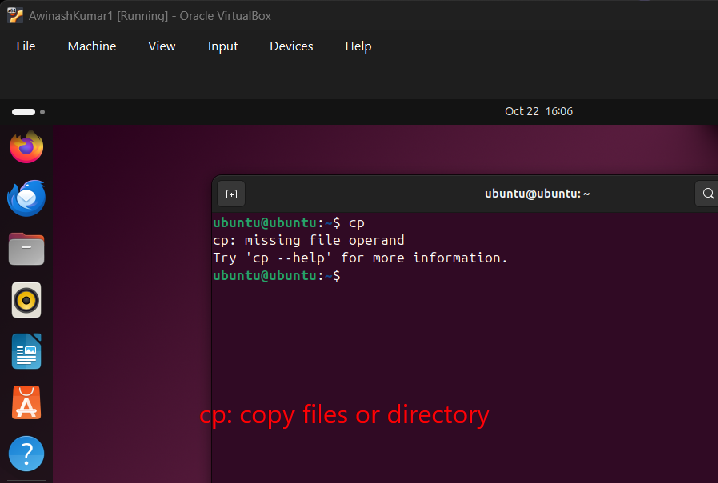 AwinashKumar1 [Running] - Oracle VirtualBox
File Machine View Input Devices Help
Oct 22 16:06
ubuntu@ubuntu: ~
ubuntu@ubuntu:~$ cp
cp: missing file operand
Try 'cp --help' for more information.
ubuntu@ubuntu:~$
cp: copy files or directory